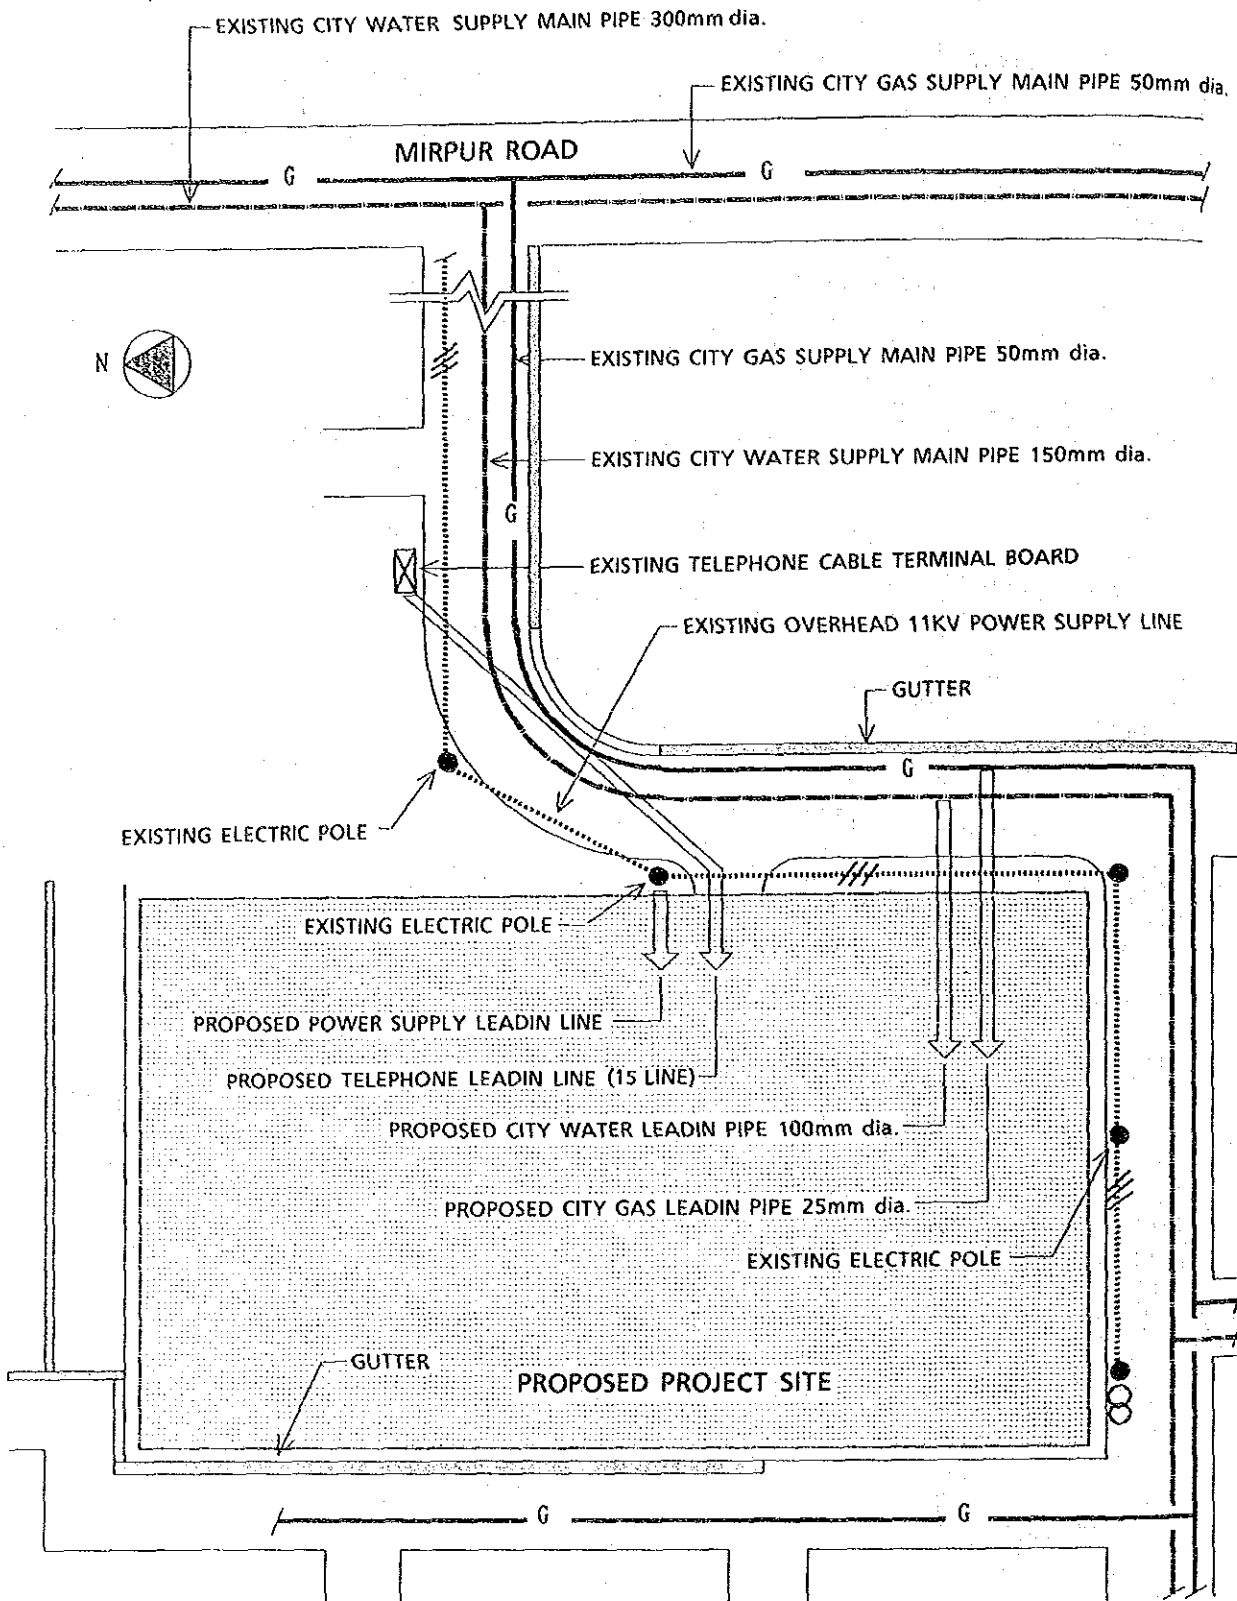 EXISTING CITY WATER SUPPLY MAIN PIPE 300mm dia.
EXISTING CITY GAS SUPPLY MAIN PIPE 50mm dia.
MIRPUR ROAD
G
G
N
EXISTING CITY GAS SUPPLY MAIN PIPE 50mm dia.
EXISTING CITY WATER SUPPLY MAIN PIPE 150mm dia.
G
EXISTING TELEPHONE CABLE TERMINAL BOARD
EXISTING OVERHEAD 11KV POWER SUPPLY LINE
GUTTER
G
EXISTING ELECTRIC POLE
EXISTING ELECTRIC POLE
PROPOSED POWER SUPPLY LEADIN LINE
PROPOSED TELEPHONE LEADIN LINE (15 LINE)
PROPOSED CITY WATER LEADIN PIPE 100mm dia.
PROPOSED CITY GAS LEADIN PIPE 25mm dia.
EXISTING ELECTRIC POLE
GUTTER
PROPOSED PROJECT SITE
G
G